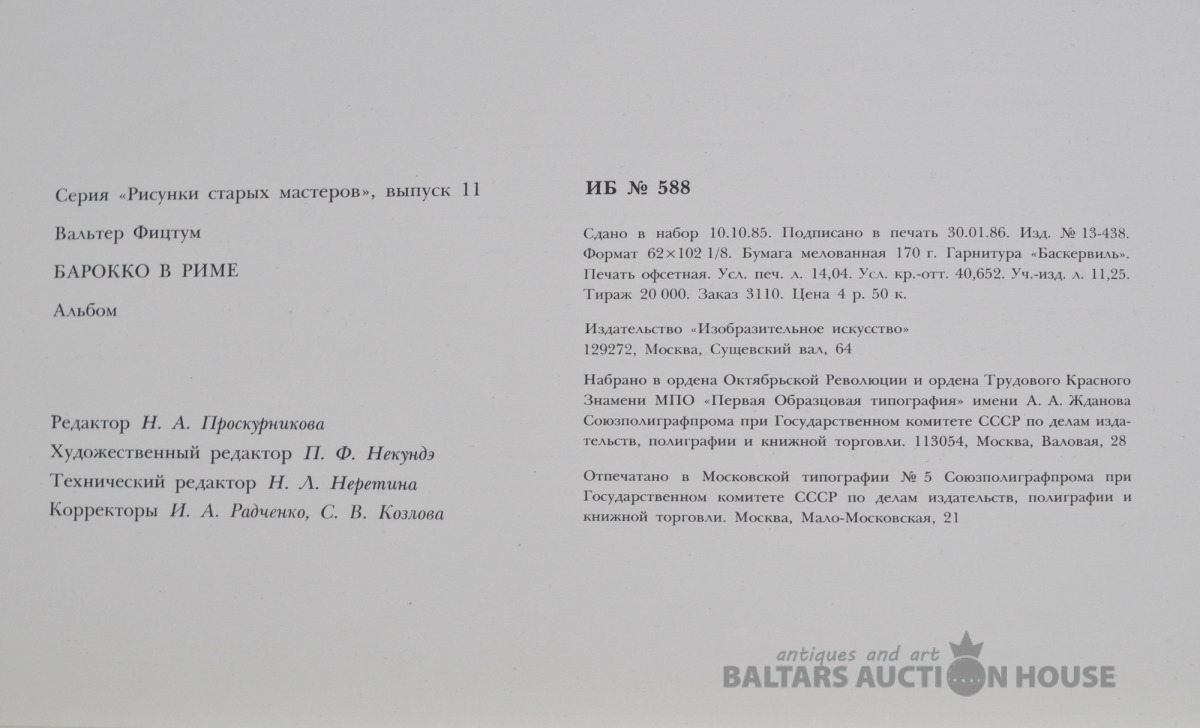 Серия «Рисунки старых мастеров», выпуск 11
Вальтер Фицтум
БАРОККО В РИМЕ
Альбом
Редактор Н. А. Проскурникова
Художественный редактор П. Ф. Некундэ
Технический редактор Н. Л. Неретина
Корректоры И. А. Радченко, С. В. Козлова
ИБ № 588
Сдано в набор 10.10.85. Подписано в печать 30.01.86. Изд. № 13-438.
Формат 62×102 1/8. Бумага мелованная 170 г. Гарнитура «Баскервиль».
Печать офсетная. Усл. печ. л. 14,04. Усл. кр.-отт. 40,652. Уч.-изд. л. 11,25.
Тираж 20 000. Заказ 3110. Цена 4 р. 50 к.
Издательство «Изобразительное искусство»
129272, Москва, Сущевский вал, 64
Набрано в ордена Октябрьской Революции и ордена Трудового Красного
Знамени МПО «Первая Образцовая типография» имени А. А. Жданова
Союзполиграфпрома при Государственном комитете СССР по делам изда-
тельств, полиграфии и книжной торговли. 113054, Москва, Валовая, 28
Отпечатано в Московской типографии № 5 Союзполиграфпрома при
Государственном комитете СССР по делам издательств, полиграфии и
книжной торговли. Москва, Мало-Московская, 21
antiques and art
BALTARS AUCTION HOUSE